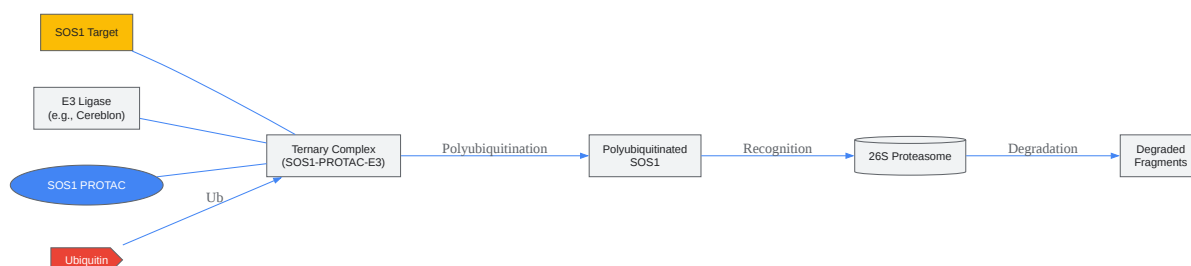 SOS1 Target
E3 Ligase
(e.g., Cereblon)
SOS1 PROTAC
Ub
Ubiquitin
Ternary Complex
(SOS1-PROTAC-E3)
Polyubiquitination
Polyubiquitinated
SOS1
Recognition
26S Proteasome
Degradation
Degraded
Fragments